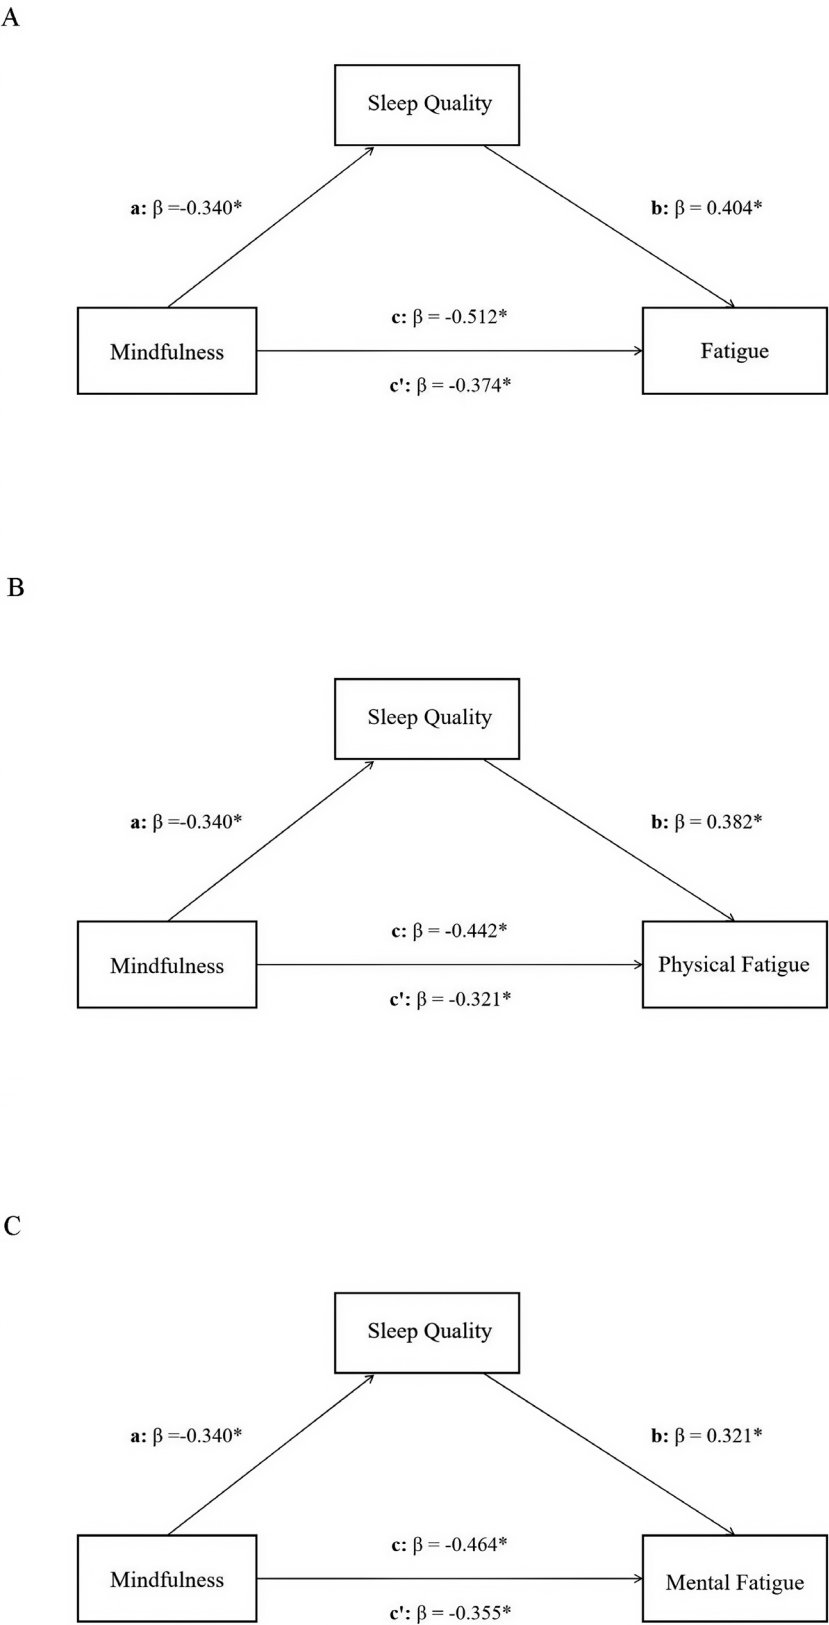 A
Sleep Quality
a: β =-0.340*
b: β = 0.404*
c: β = -0.512*
Mindfulness
Fatigue
c': β = -0.374*
B
Sleep Quality
a: β =-0.340*
b: β = 0.382*
c: β = -0.442*
Mindfulness
Physical Fatigue
c': β = -0.321*
C
Sleep Quality
a: β =-0.340*
b: β = 0.321*
c: β = -0.464*
Mindfulness
Mental Fatigue
c': β = -0.355*